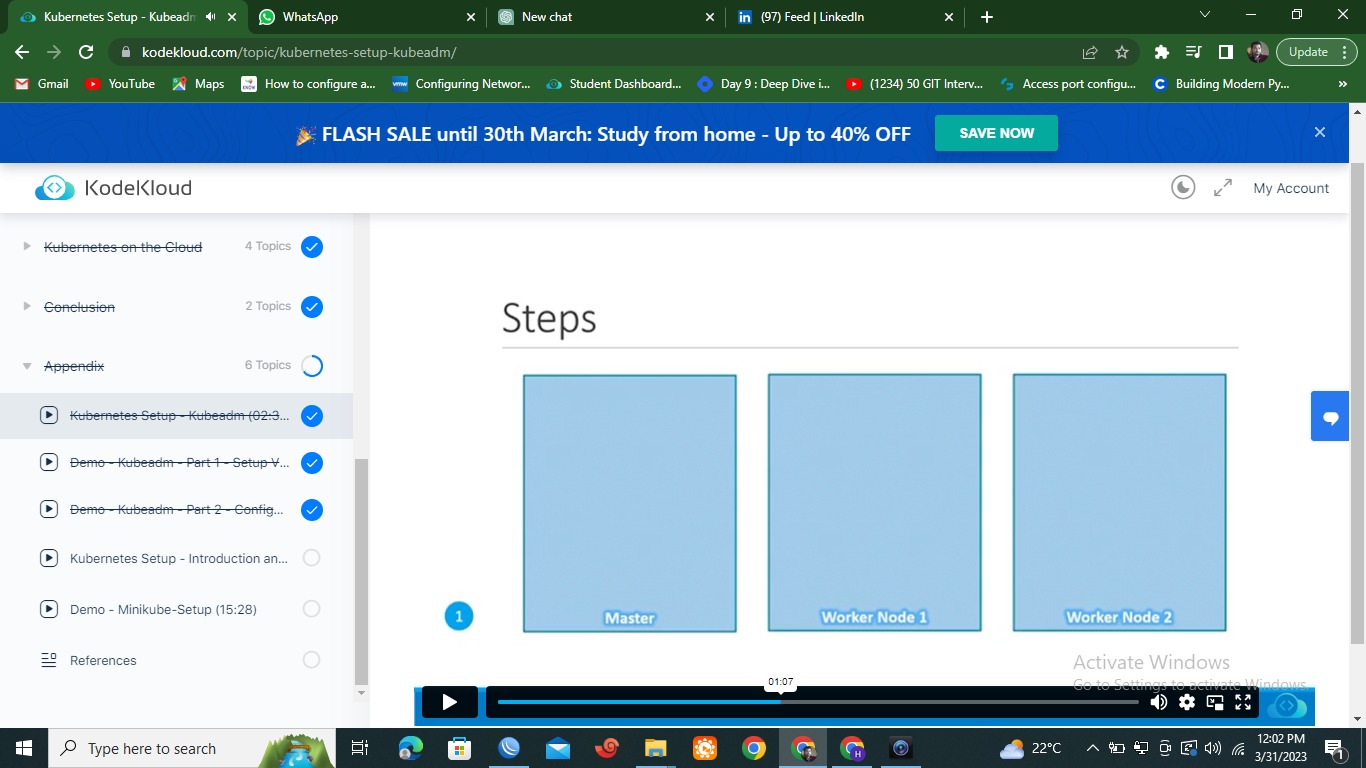 Kubernetes Setup - Kubeadm
WhatsApp
New chat
(97) Feed | LinkedIn
kodekloud.com/topic/kubernetes-setup-kubeadm/
Update
Gmail
YouTube
Maps
How to configure a...
Configuring Networ...
Student Dashboard...
Day 9 : Deep Dive i...
(1234) 50 GIT Interv...
Access port configu...
Building Modern Py...
»
FLASH SALE until 30th March: Study from home - Up to 40% OFF
SAVE NOW
KodeKloud
My Account
Kubernetes on the Cloud
4 Topics
Conclusion
2 Topics
Appendix
6 Topics
Kubernetes Setup - Kubeadm (02:3...
Demo - Kubeadm - Part 1 - Setup V...
Demo - Kubeadm - Part 2 - Config...
Kubernetes Setup - Introduction an...
Demo - Minikube-Setup (15:28)
References
Steps
1
Master
Worker Node 1
Worker Node 2
Activate Windows
Go to Settings to activate Windows.
01:07
Type here to search
22°C
12:02 PM
3/31/2023
1